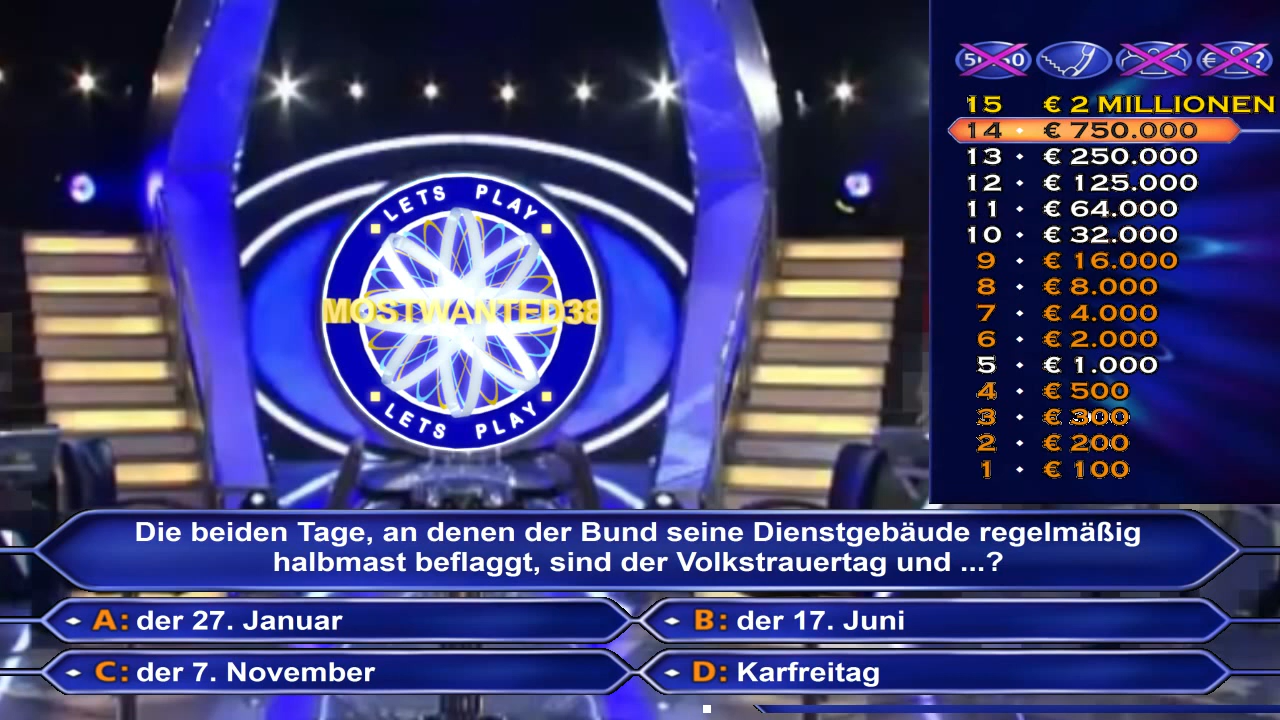 LETS PLAY
MOSTWANTED38
LETS PLAY
15 € 2 MILLIONEN
14 · € 750.000
13 · € 250.000
12 · € 125.000
11 · € 64.000
10 · € 32.000
9 · € 16.000
8 · € 8.000
7 · € 4.000
6 · € 2.000
5 · € 1.000
4 · € 500
3 · € 300
2 · € 200
1 · € 100
Die beiden Tage, an denen der Bund seine Dienstgebäude regelmäßig
halbmast beflaggt, sind der Volkstrauertag und ...?
A: der 27. Januar
B: der 17. Juni
C: der 7. November
D: Karfreitag